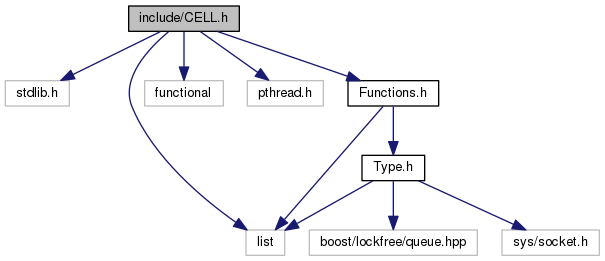 include/CELL.h
stdlib.h
functional
pthread.h
Functions.h
Type.h
list
boost/lockfree/queue.hpp
sys/socket.h